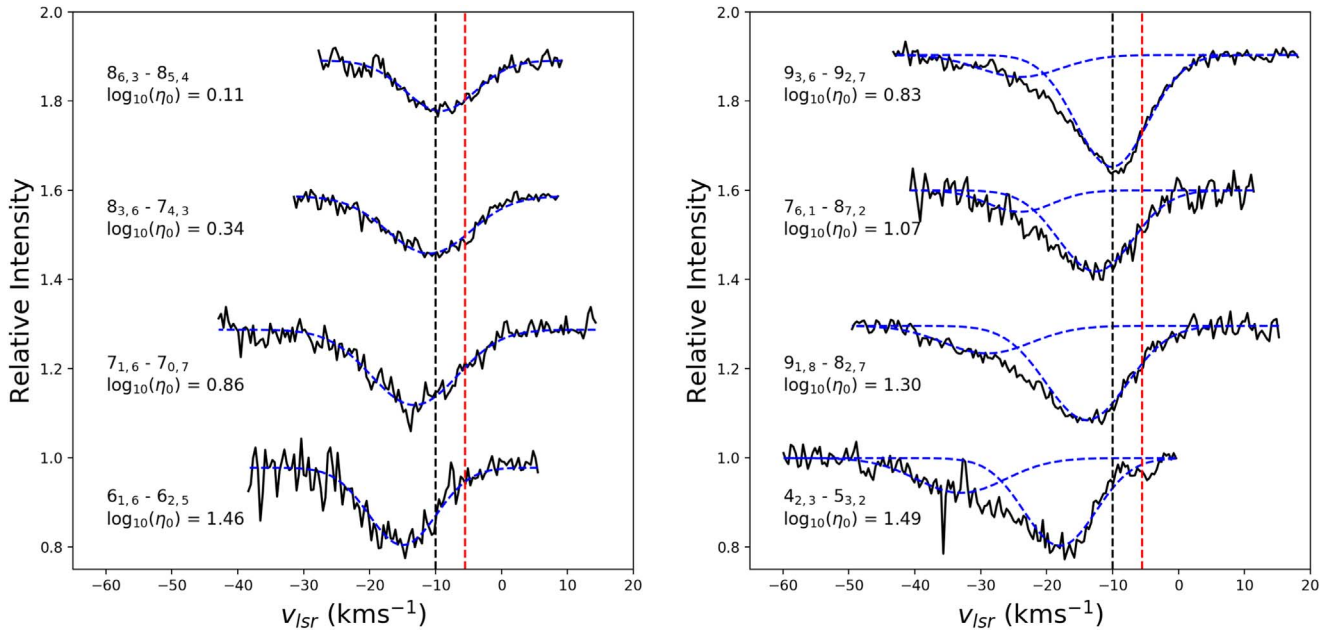 2.0
1.8
1.6
1.4
1.2
1.0
0.8
Relative Intensity
8₆,₃ - 8₅,₄
log₁₀(η₀) = 0.11
8₃,₆ - 7₄,₃
log₁₀(η₀) = 0.34
7₁,₆ - 7₀,₇
log₁₀(η₀) = 0.86
6₁,₆ - 6₂,₅
log₁₀(η₀) = 1.46
−60 −50 −40 −30 −20 −10 0 10 20
v_lsr (kms⁻¹)
2.0
1.8
1.6
1.4
1.2
1.0
0.8
Relative Intensity
9₃,₆ - 9₂,₇
log₁₀(η₀) = 0.83
7₆,₁ - 8₇,₂
log₁₀(η₀) = 1.07
9₁,₈ - 8₂,₇
log₁₀(η₀) = 1.30
4₂,₃ - 5₃,₂
log₁₀(η₀) = 1.49
−60 −50 −40 −30 −20 −10 0 10 20
v_lsr (kms⁻¹)